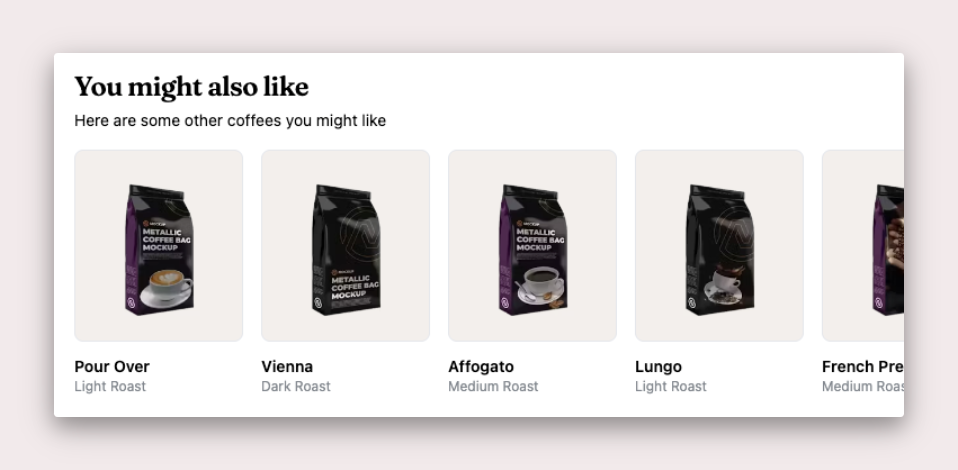 You might also like
Here are some other coffees you might like
METALLIC
COFFEE BAG
MOCKUP
METALLIC
COFFEE BAG
MOCKUP
METALLIC
COFFEE BAG
MOCKUP
Pour Over
Light Roast
Vienna
Dark Roast
Affogato
Medium Roast
Lungo
Light Roast
French Pre
Medium Roas